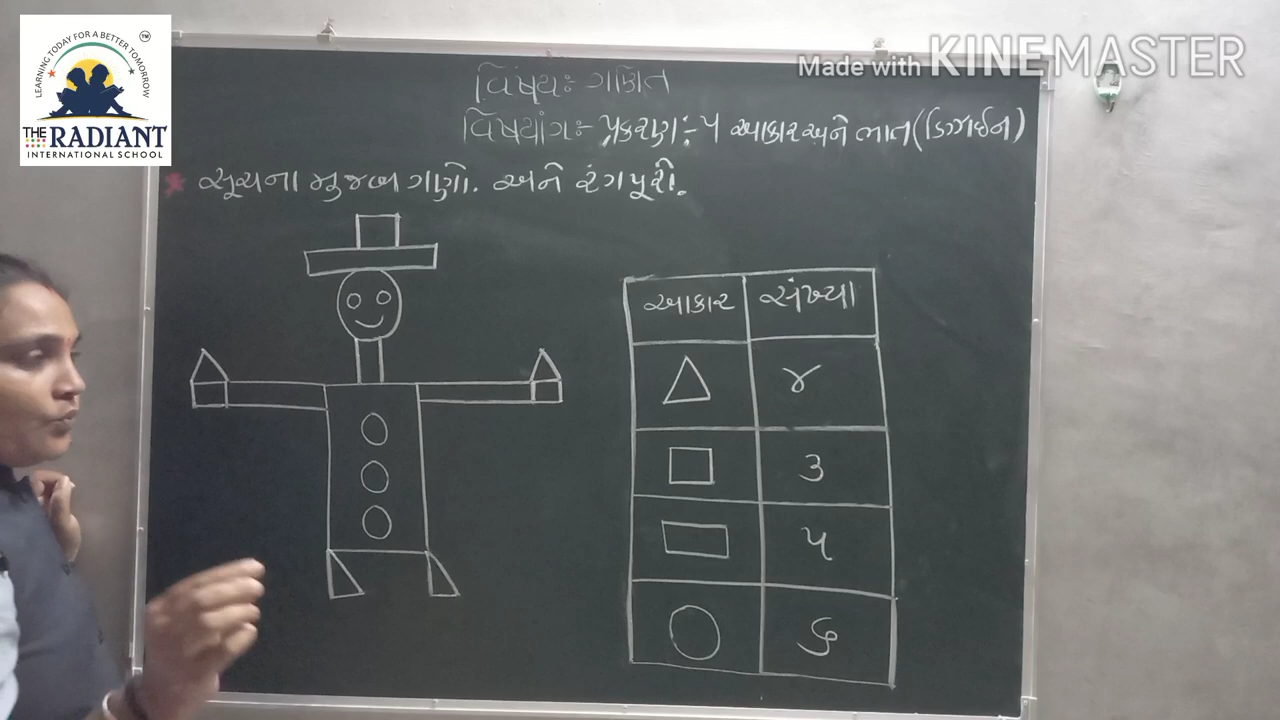 LEARNING TODAY FOR A BETTER TOMORROW
TM
THE RADIANT
INTERNATIONAL SCHOOL
Made with KINEMASTER
વિષયઃ- ગણિત
વિષયાંગઃ- પ્રકરણઃ- ૫ આકાર અને ભાત (ડિઝાઈન)
* સૂચના મુજબ ગણો. અને રંગપૂરો.
આકાર સંખ્યા
૪
૩
૫
૬